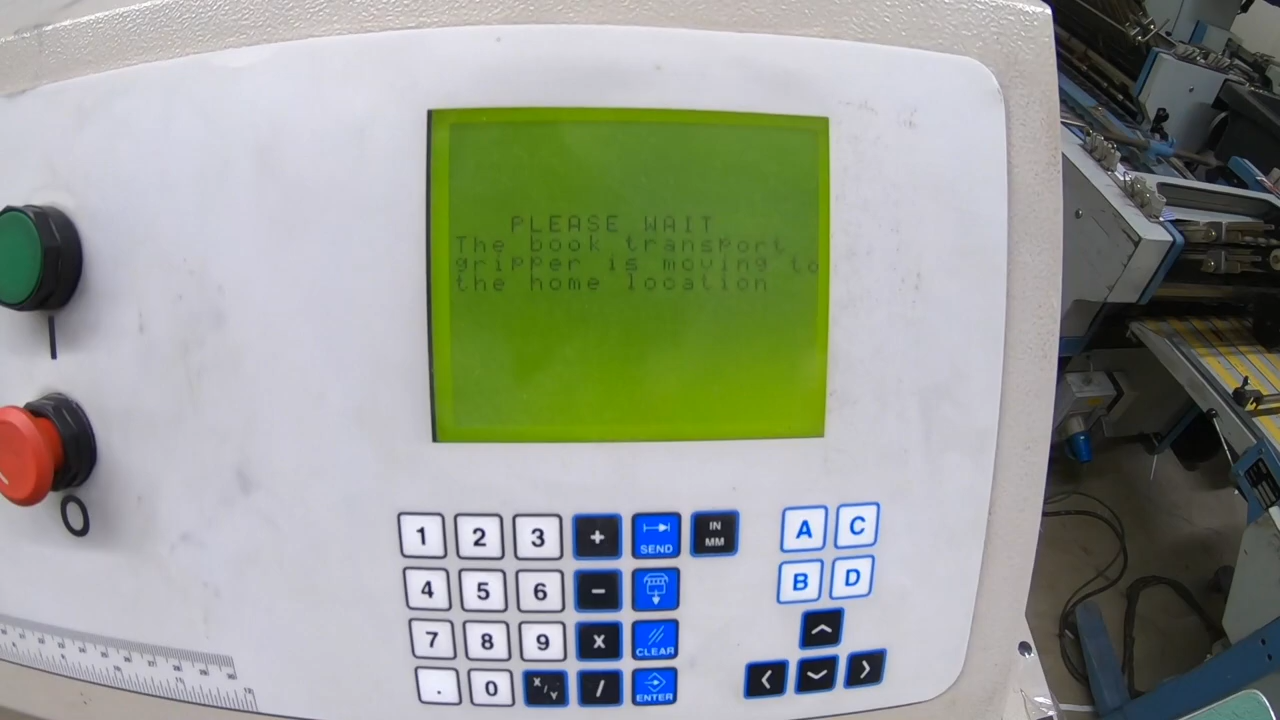 PLEASE WAIT
The book transport
gripper is moving to
the home location
1 2 3 + SEND IN MM
A C
4 5 6 -
B D
7 8 9 X CLEAR
. 0 X/Y / ENTER